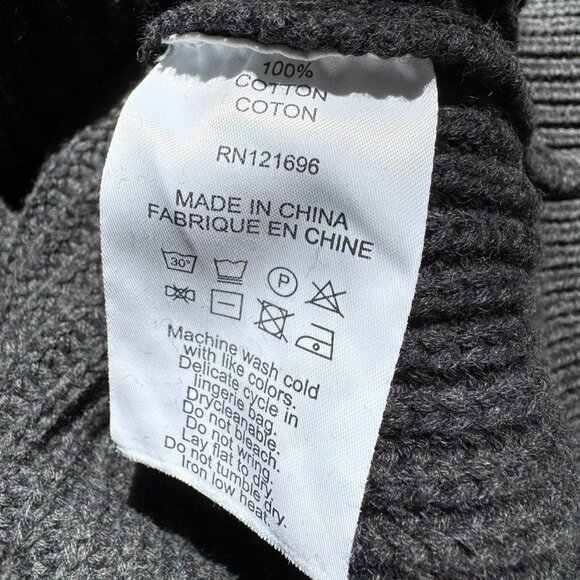 100%
COTTON
COTON
RN121696
MADE IN CHINA
FABRIQUE EN CHINE
30° P
Machine wash cold
with like colors.
Delicate cycle in
lingerie bag.
Drycleanable.
Do not bleach.
Do not wring.
Lay flat to dry.
Do not tumble dry.
Iron low heat.